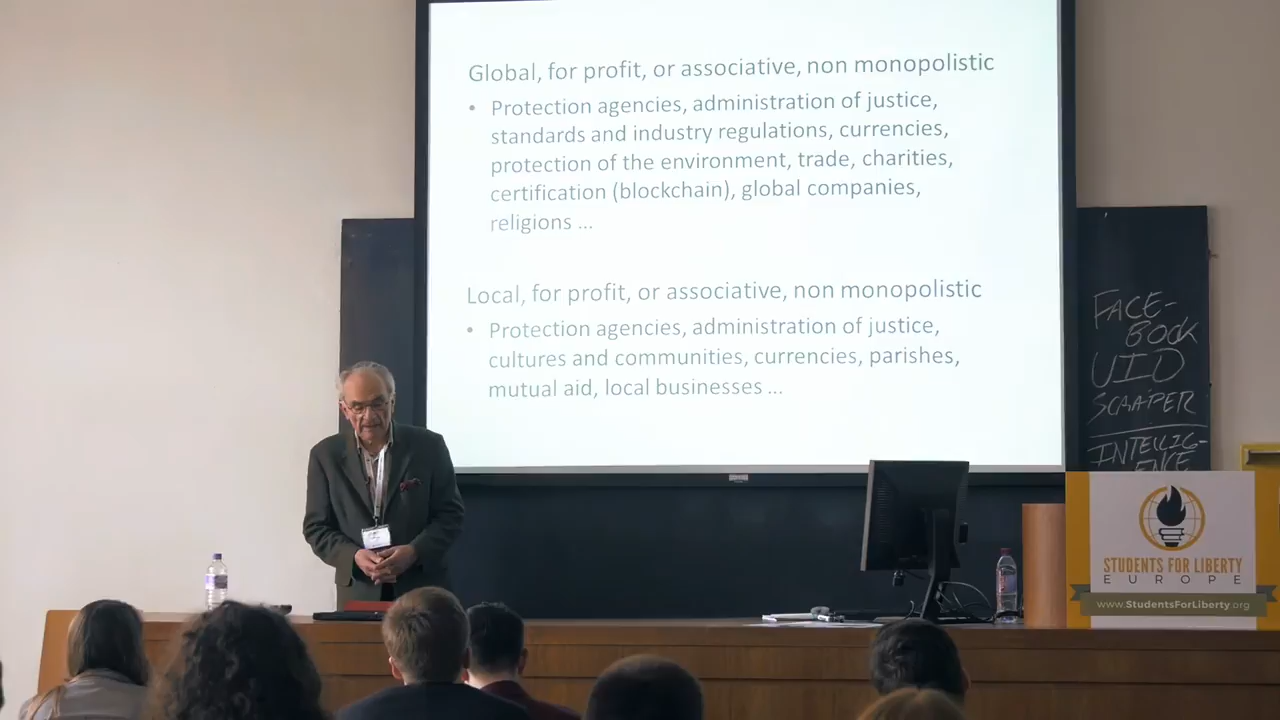 Global, for profit, or associative, non monopolistic
• Protection agencies, administration of justice,
standards and industry regulations, currencies,
protection of the environment, trade, charities,
certification (blockchain), global companies,
religions ...
Local, for profit, or associative, non monopolistic
• Protection agencies, administration of justice,
cultures and communities, currencies, parishes,
mutual aid, local businesses ...
FACE-
BOOK
UID
SCRAPER
INTELLIG-
ENCE
STUDENTS FOR LIBERTY
EUROPE
www.StudentsForLiberty.org